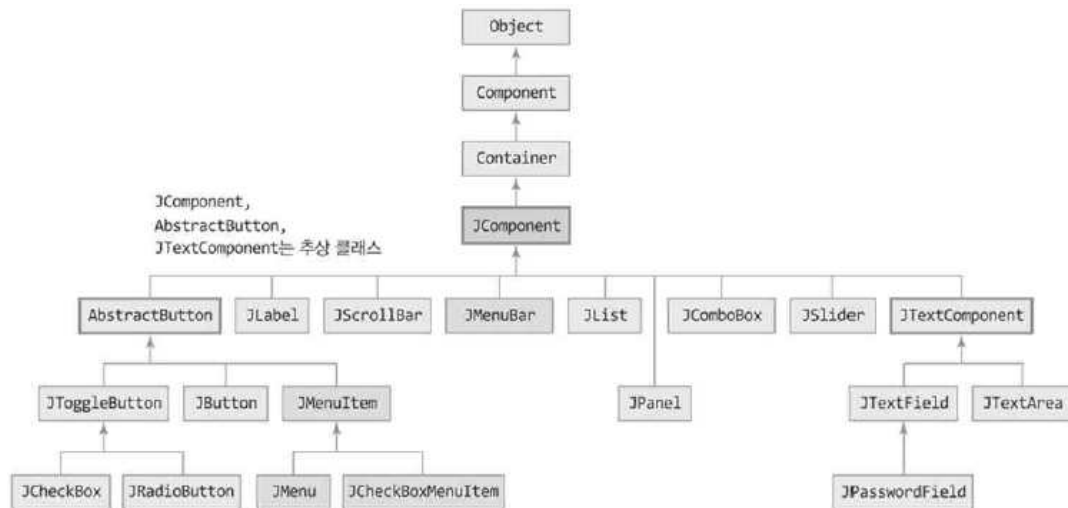 Object
Component
Container
JComponent,
AbstractButton,
JTextComponent는 추상 클래스
JComponent
AbstractButton JLabel JScrollBar JMenuBar JList JComboBox JSlider JTextComponent
JToggleButton JButton JMenuItem JPanel JTextField JTextArea
JCheckBox JRadioButton JMenu JCheckBoxMenuItem JPasswordField